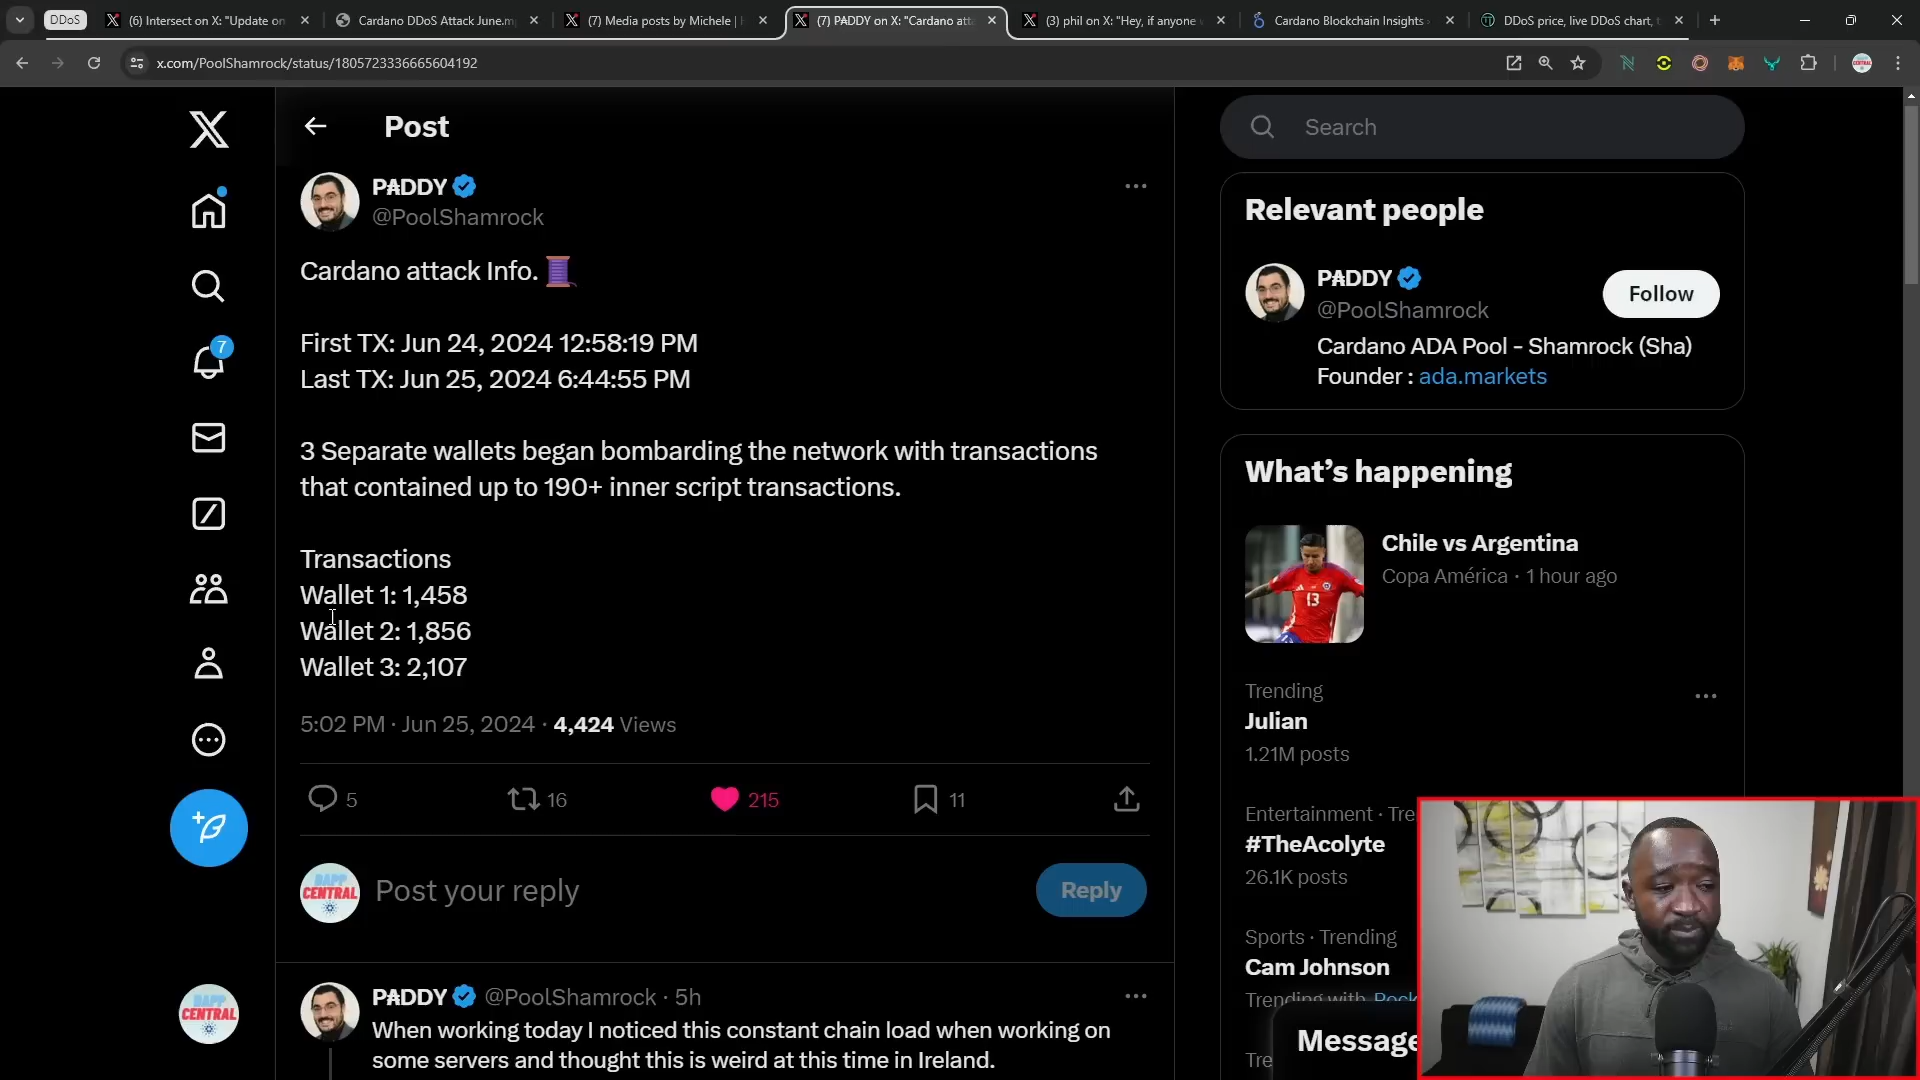 DDoS
(6) Intersect on X: "Update on
Cardano DDoS Attack June.m
(7) Media posts by Michele |
(7) P₳DDY on X: "Cardano att
(3) phil on X: "Hey, if anyone
Cardano Blockchain Insights
DDoS price, live DDoS chart,
x.com/PoolShamrock/status/1805723336665604192
Post
P₳DDY
@PoolShamrock
Cardano attack Info.
First TX: Jun 24, 2024 12:58:19 PM
Last TX: Jun 25, 2024 6:44:55 PM
3 Separate wallets began bombarding the network with transactions
that contained up to 190+ inner script transactions.
Transactions
Wallet 1: 1,458
Wallet 2: 1,856
Wallet 3: 2,107
5:02 PM · Jun 25, 2024 · 4,424 Views
5
16
215
11
CENTRAL
Post your reply
Reply
P₳DDY @PoolShamrock · 5h
When working today I noticed this constant chain load when working on
some servers and thought this is weird at this time in Ireland.
7
DAPP
CENTRAL
Search
Relevant people
P₳DDY
@PoolShamrock
Follow
Cardano ADA Pool - Shamrock (Sha)
Founder : ada.markets
What's happening
Chile vs Argentina
Copa América · 1 hour ago
13
Trending
Julian
1.21M posts
Entertainment · Tre
#TheAcolyte
26.1K posts
Sports · Trending
Cam Johnson
Trending with Rock
Tre
Message